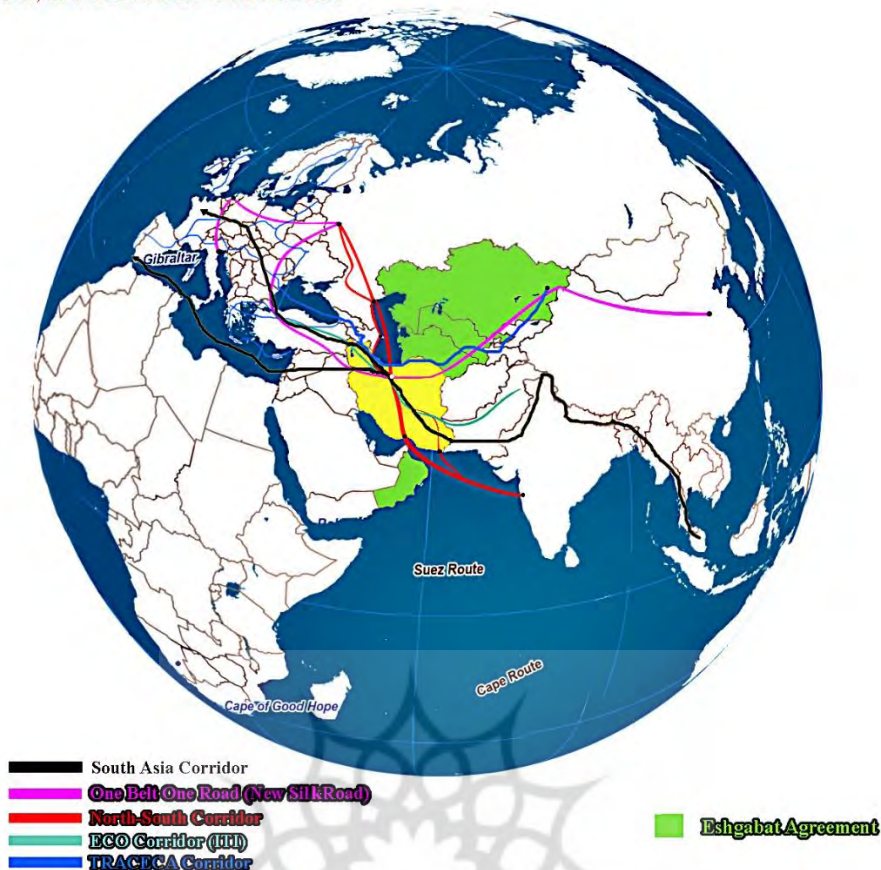 Gibraltar
Suez Route
Cape Route
Cape of Good Hope
South Asia Corridor
One Belt One Road (New SilkRoad)
North-South Corridor
ECO Corridor (ITI)
TRACECA Corridor
Eshgabat Agreement